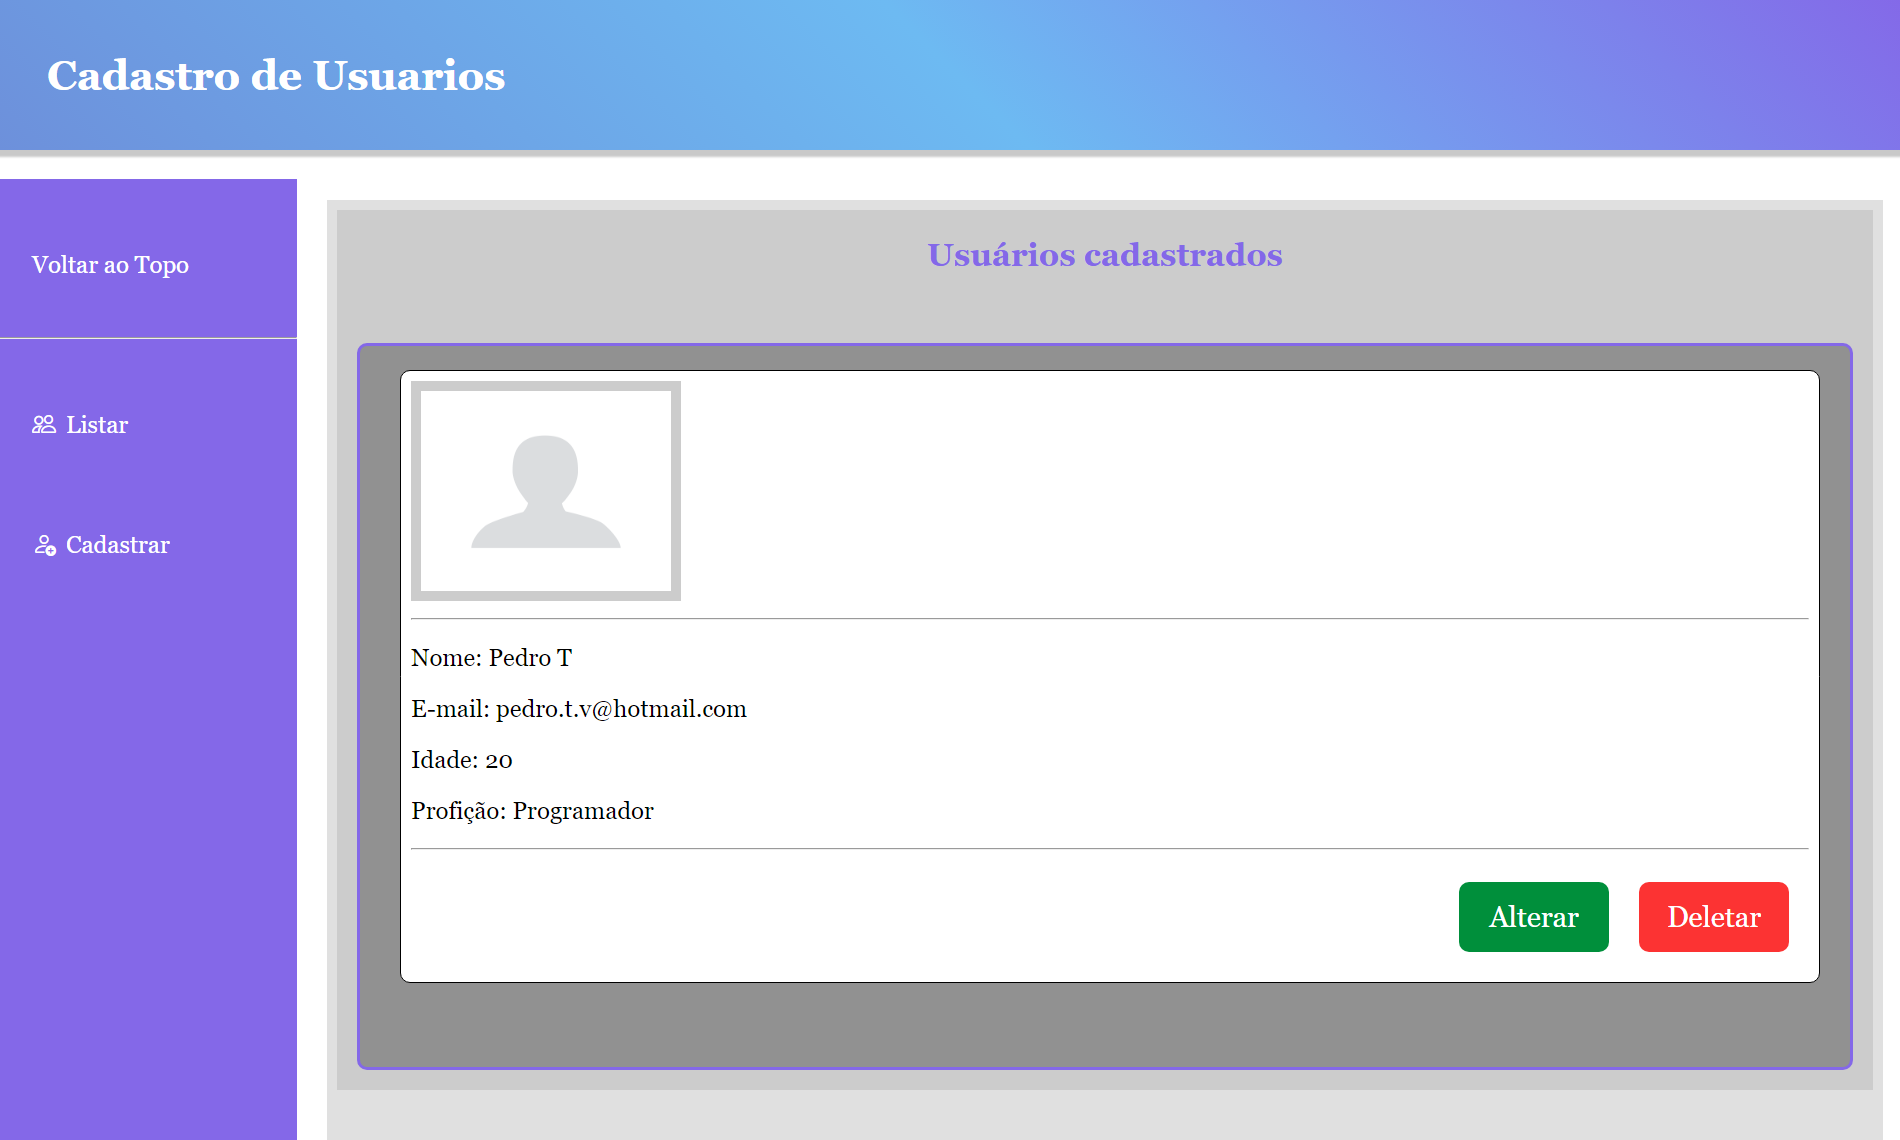 Cadastro de Usuarios
Voltar ao Topo
Listar
Cadastrar
Usuários cadastrados
Nome: Pedro T
E-mail: pedro.t.v@hotmail.com
Idade: 20
Profição: Programador
Alterar
Deletar